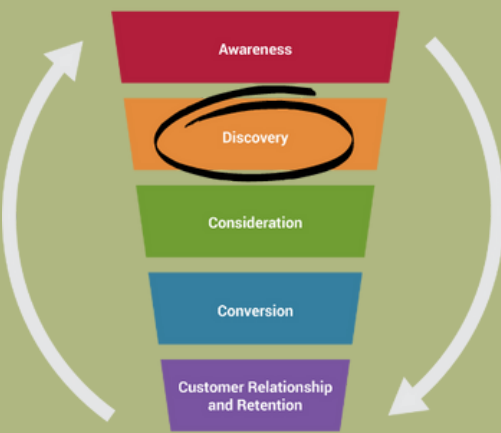 Awareness
Discovery
Consideration
Conversion
Customer Relationship
and Retention